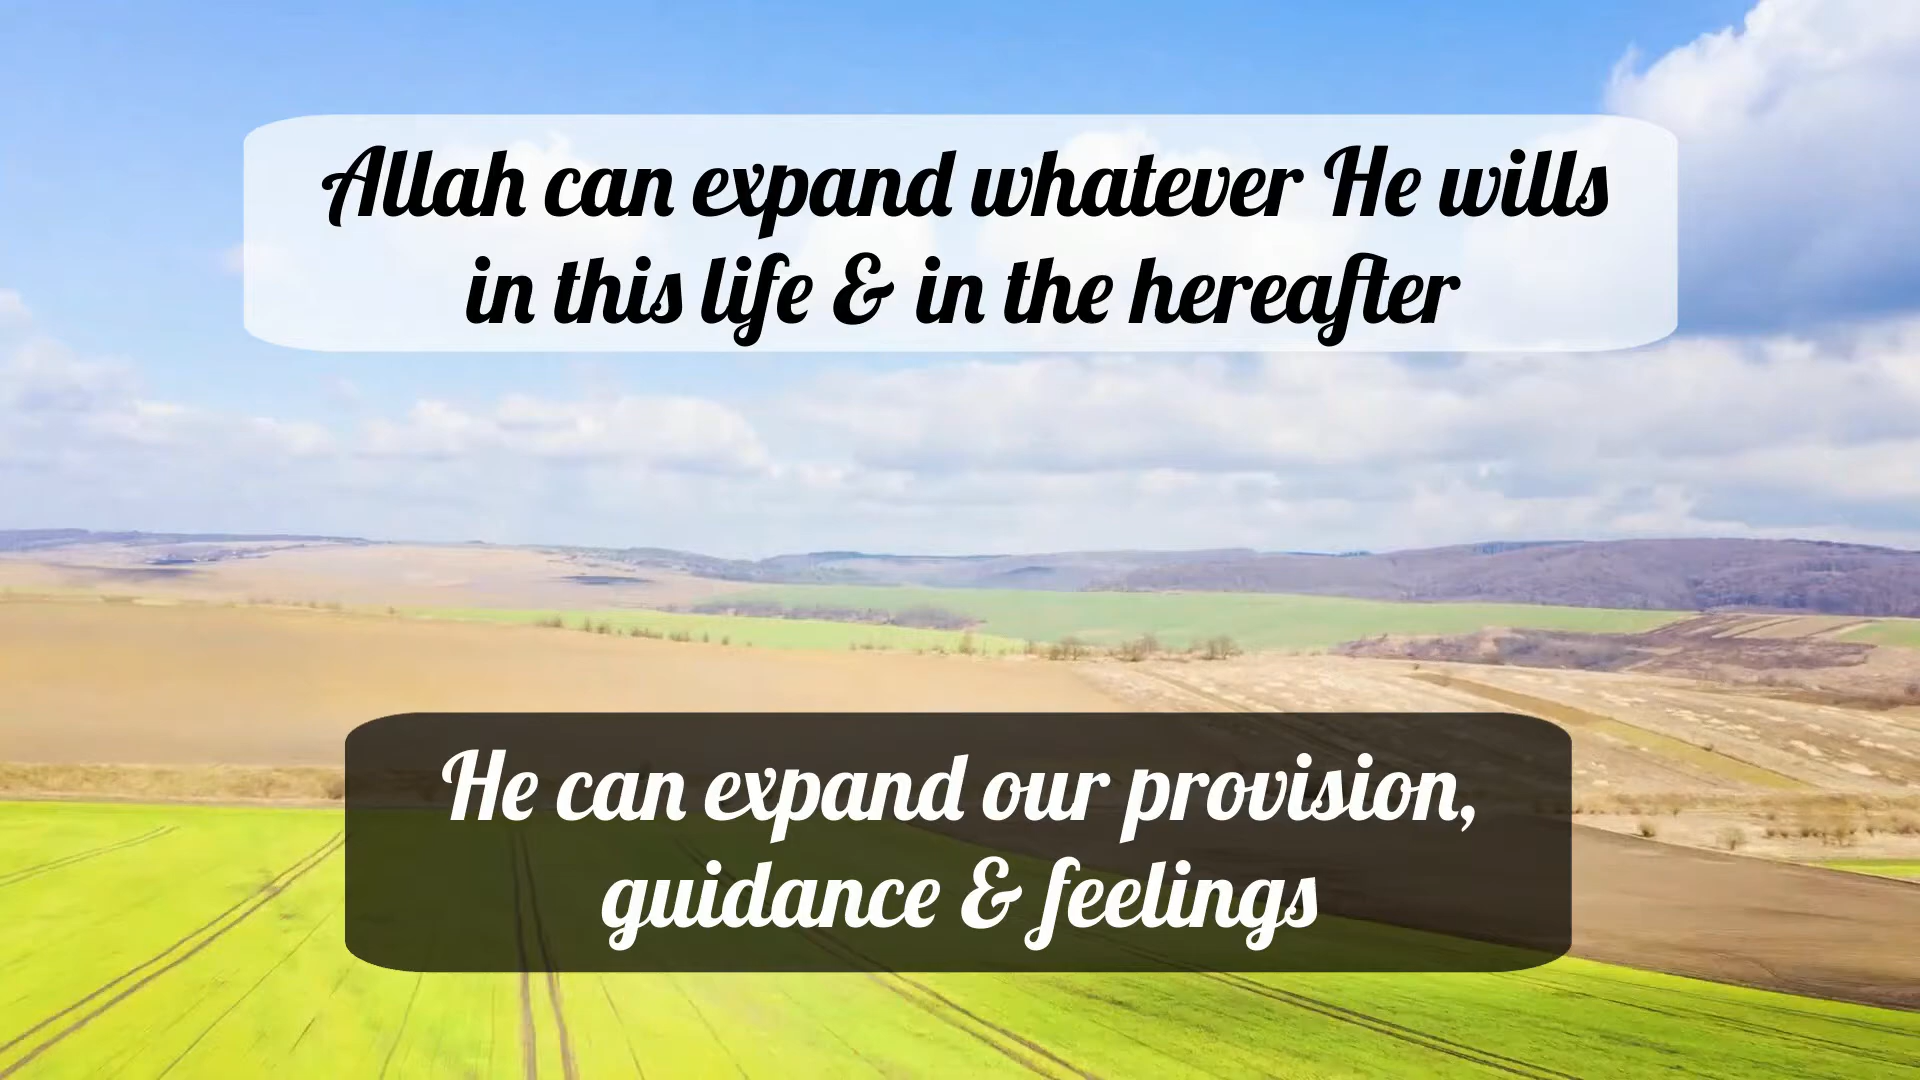 Allah can expand whatever He wills
in this life & in the hereafter
He can expand our provision,
guidance & feelings